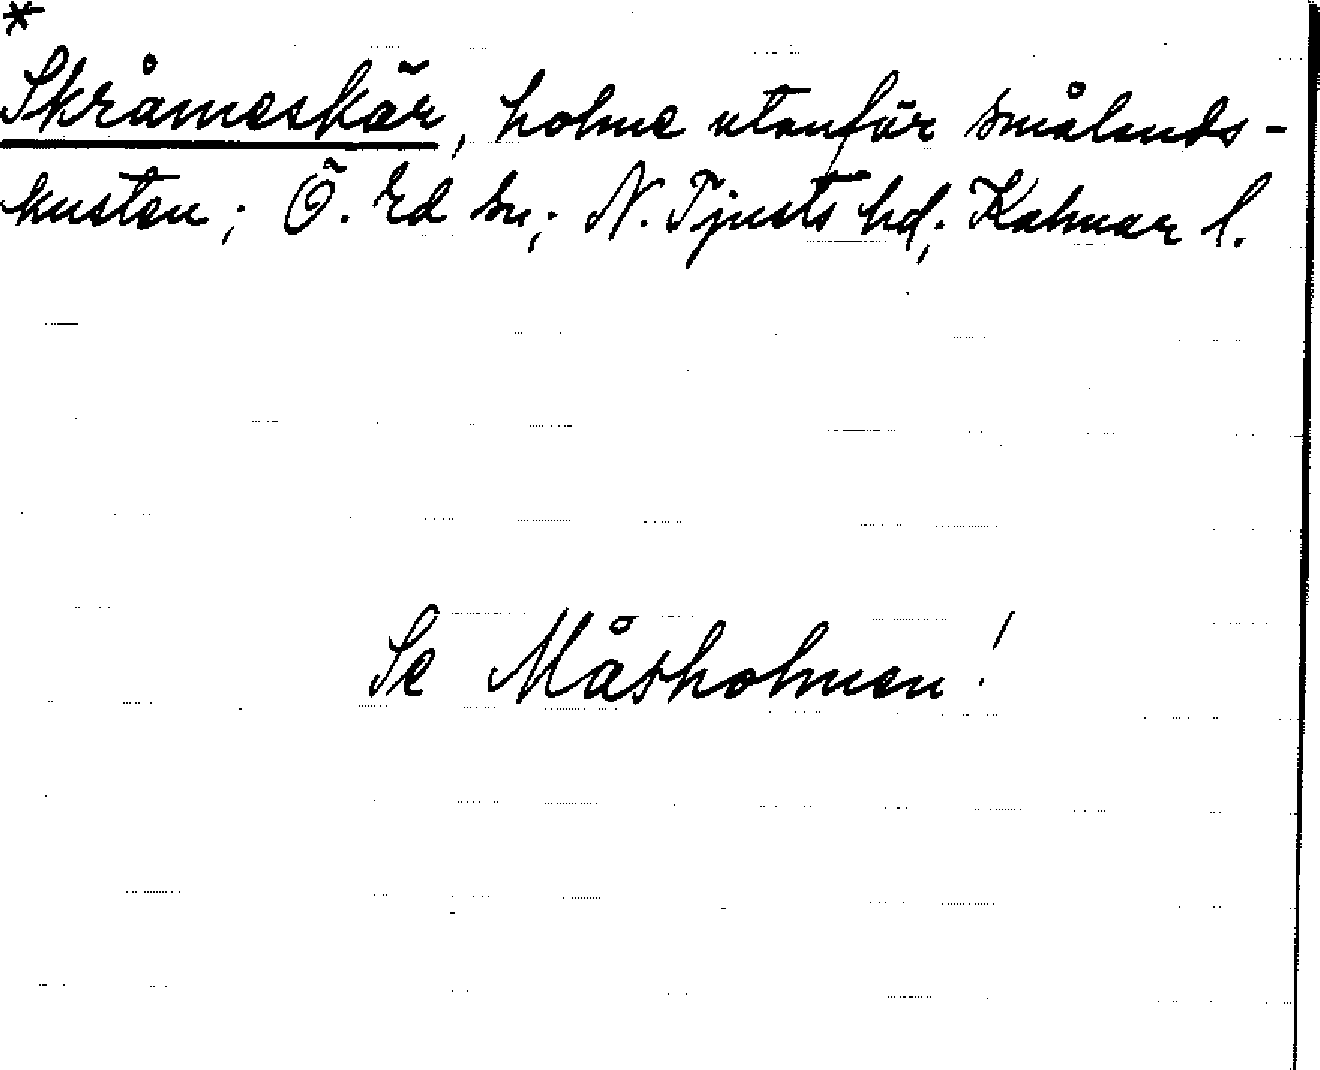 *
Skråmeskär, holme utanför smålands-
kusten; Ö. Ed sn; N. Tjusts hd; Kalmar l.
Se Måsholmen!